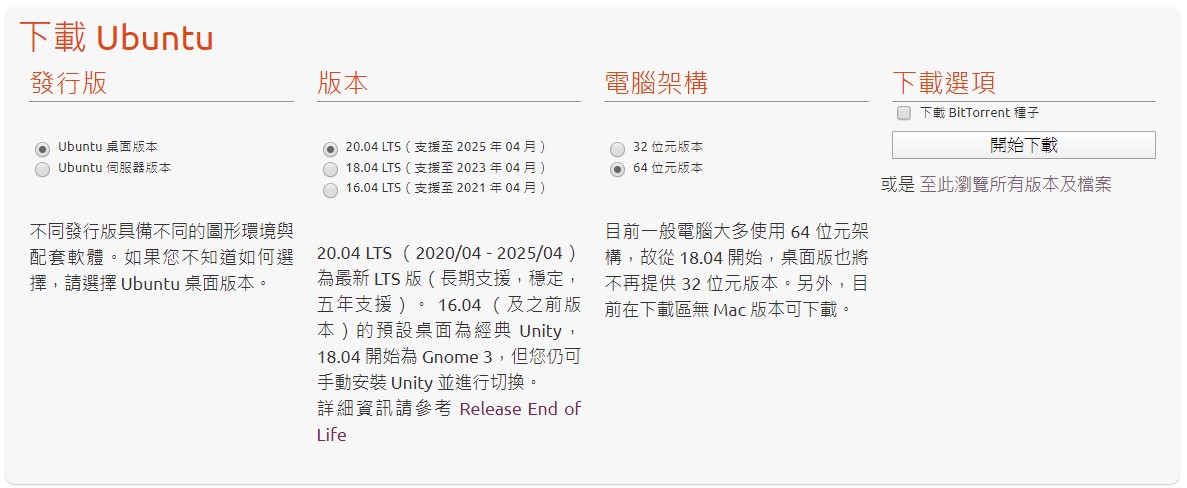 下載 Ubuntu
發行版
Ubuntu 桌面版本
Ubuntu 伺服器版本
不同發行版具備不同的圖形環境與
配套軟體。如果您不知道如何選
擇，請選擇 Ubuntu 桌面版本。
版本
20.04 LTS（支援至 2025 年 04 月）
18.04 LTS（支援至 2023 年 04 月）
16.04 LTS（支援至 2021 年 04 月）
20.04 LTS （2020/04 - 2025/04）
為最新 LTS 版（長期支援，穩定，
五年支援）。 16.04 （及之前版
本）的預設桌面為經典 Unity，
18.04 開始為 Gnome 3，但您仍可
手動安裝 Unity 並進行切換。
詳細資訊請參考 Release End of
Life
電腦架構
32 位元版本
64 位元版本
目前一般電腦大多使用 64 位元架
構，故從 18.04 開始，桌面版也將
不再提供 32 位元版本。另外，目
前在下載區無 Mac 版本可下載。
下載選項
下載 BitTorrent 種子
開始下載
或是 至此瀏覽所有版本及檔案